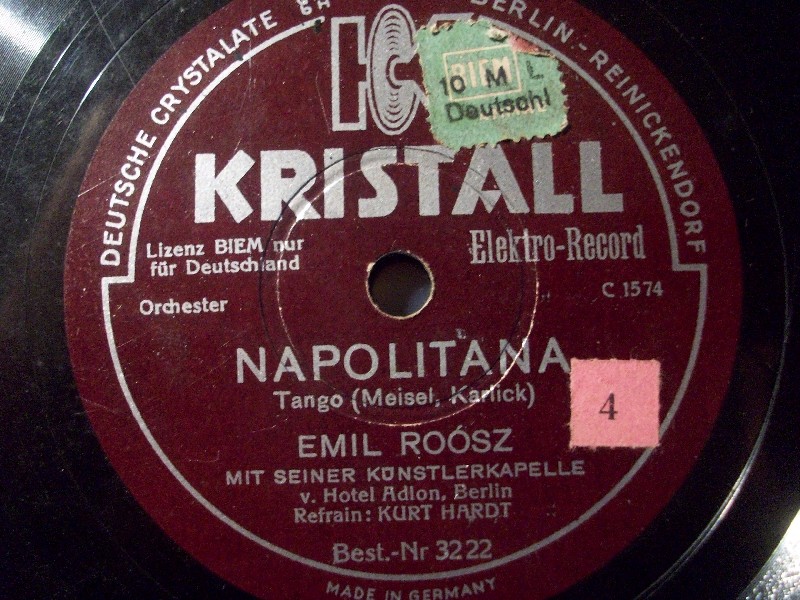 DEUTSCHE CRYSTALATE
BERLIN-REINICKENDORF
BIEM
10 M L
Deutschl
KRISTALL
Lizenz BIEM nur
für Deutschland
Elektro-Record
Orchester
C 1574
NAPOLITANA
Tango (Meisel, Karlick)
4
EMIL ROÓSZ
MIT SEINER KÜNSTLERKAPELLE
v. Hotel Adlon, Berlin
Refrain: KURT HARDT
Best.-Nr 3222
MADE IN GERMANY